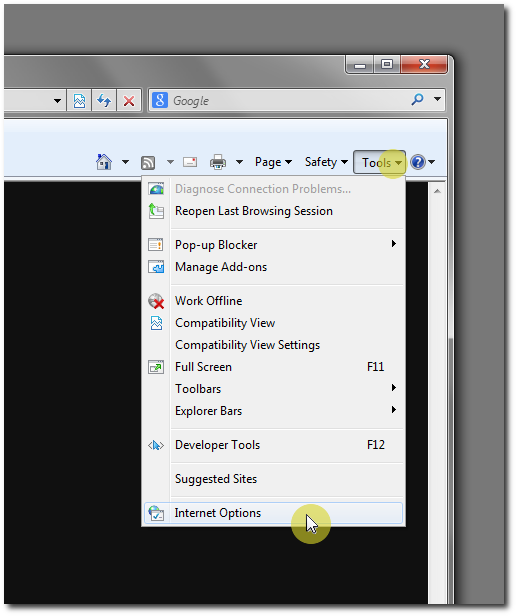 Google
Page Safety Tools
Diagnose Connection Problems...
Reopen Last Browsing Session
Pop-up Blocker
Manage Add-ons
Work Offline
Compatibility View
Compatibility View Settings
Full Screen F11
Toolbars
Explorer Bars
Developer Tools F12
Suggested Sites
Internet Options